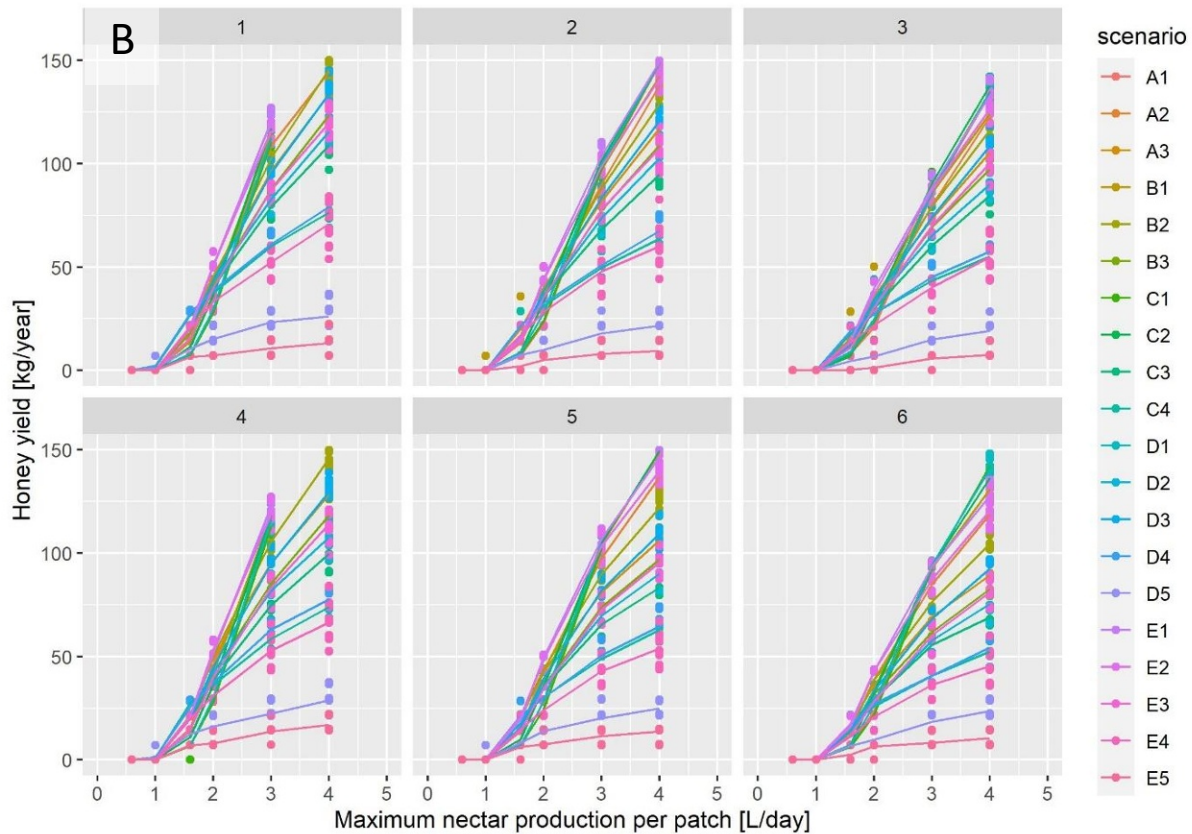 B
1 2 3
150
100
50
0
4 5 6
150
100
50
0
0 1 2 3 4 5 0 1 2 3 4 5 0 1 2 3 4 5
Honey yield [kg/year]
Maximum nectar production per patch [L/day]
scenario
A1
A2
A3
B1
B2
B3
C1
C2
C3
C4
D1
D2
D3
D4
D5
E1
E2
E3
E4
E5